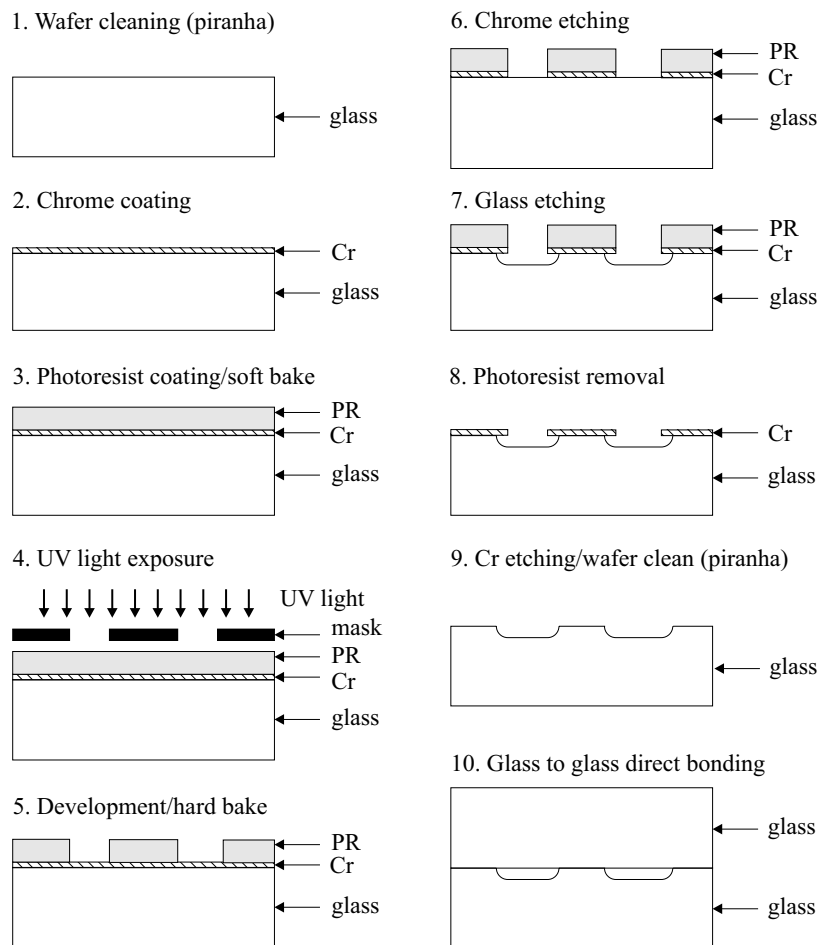 1. Wafer cleaning (piranha)
glass
2. Chrome coating
Cr
glass
3. Photoresist coating/soft bake
PR
Cr
glass
4. UV light exposure
UV light
mask
PR
Cr
glass
5. Development/hard bake
PR
Cr
glass
6. Chrome etching
PR
Cr
glass
7. Glass etching
PR
Cr
glass
8. Photoresist removal
Cr
glass
9. Cr etching/wafer clean (piranha)
glass
10. Glass to glass direct bonding
glass
glass